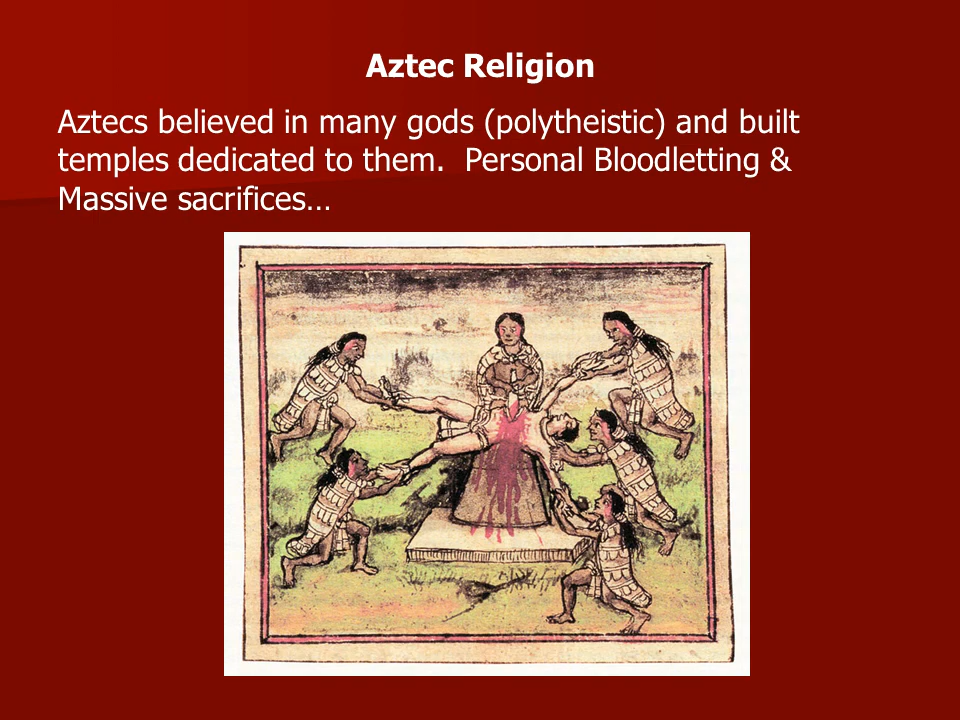 Aztec Religion
Aztecs believed in many gods (polytheistic) and built
temples dedicated to them.  Personal Bloodletting &
Massive sacrifices…